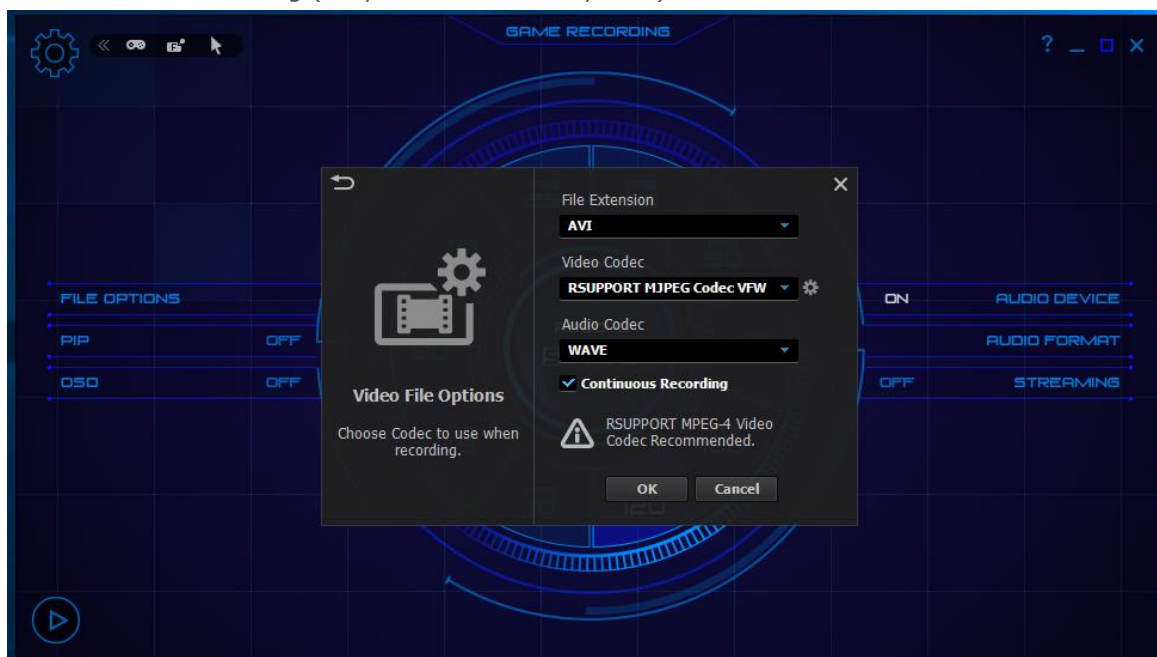 GAME RECORDING
?
File Extension
AVI
Video Codec
RSUPPORT MJPEG Codec VFW
Audio Codec
WAVE
Continuous Recording
RSUPPORT MPEG-4 Video
Codec Recommended.
OK Cancel
Video File Options
Choose Codec to use when
recording.
FILE OPTIONS
PIP OFF
OSD OFF
ON AUDIO DEVICE
AUDIO FORMAT
OFF STREAMING
120